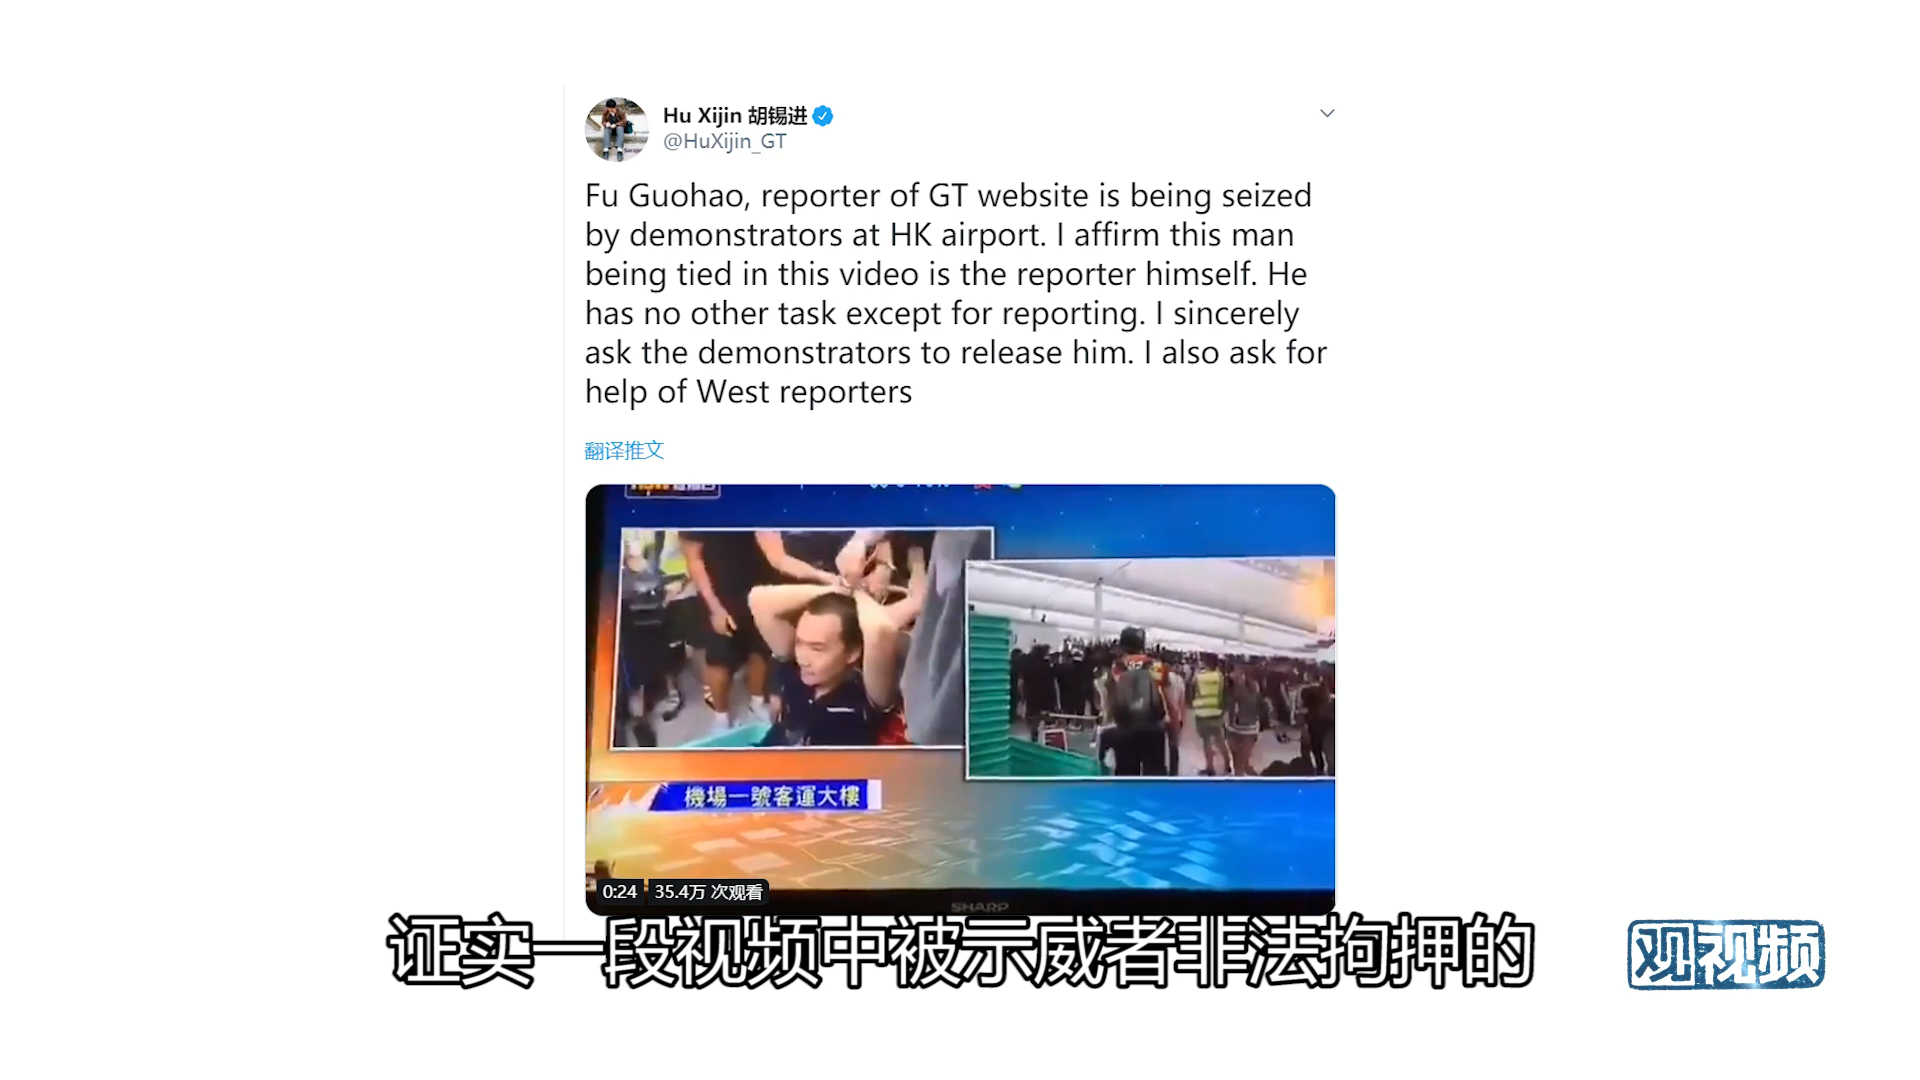 Hu Xijin 胡锡进
@HuXijin_GT
Fu Guohao, reporter of GT website is being seized
by demonstrators at HK airport. I affirm this man
being tied in this video is the reporter himself. He
has no other task except for reporting. I sincerely
ask the demonstrators to release him. I also ask for
help of West reporters
翻译推文
機場一號客運大樓
0:24 35.4万 次观看
SHARP
证实一段视频中被示威者非法拘押的
观视频